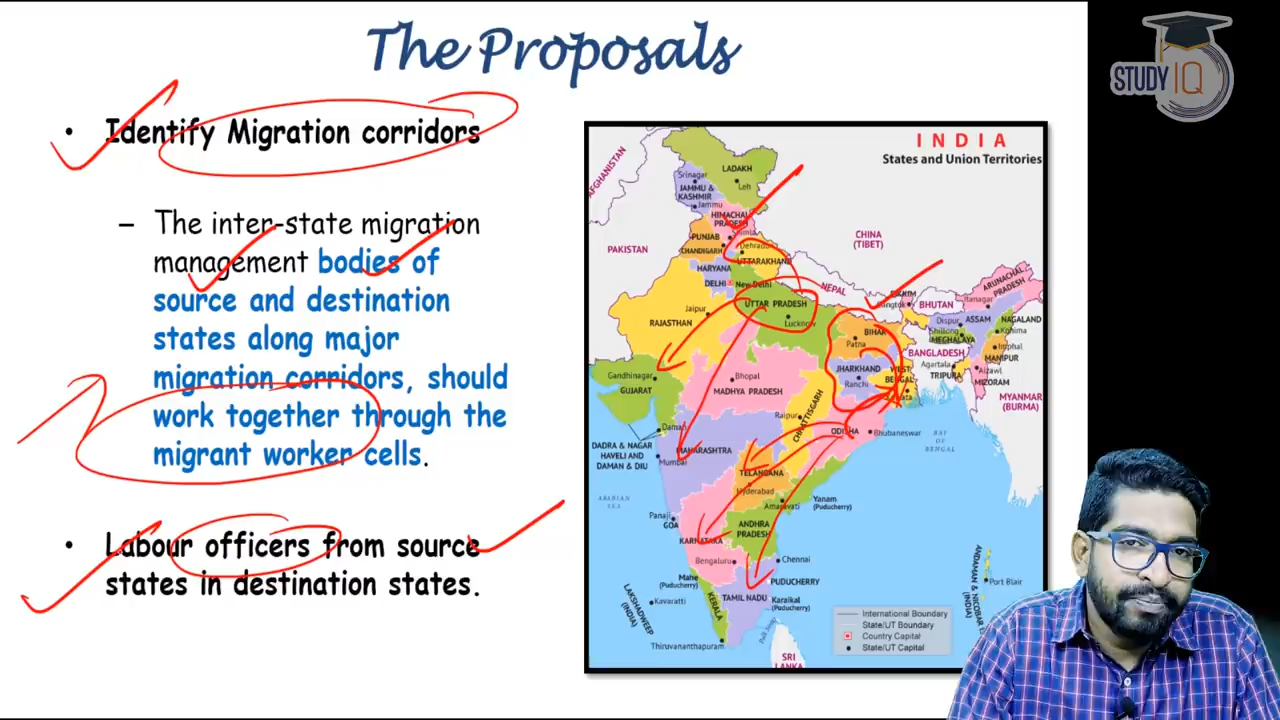 The Proposals
STUDY IQ
• Identify Migration corridors
– The inter-state migration
management bodies of
source and destination
states along major
migration corridors, should
work together through the
migrant worker cells.
• Labour officers from source
states in destination states.
INDIA
States and Union Territories
AFGHANISTAN
LADAKH
Srinagar
Leh
JAMMU &
KASHMIR
Jammu
HIMACHAL
PRADESH
CHINA
(TIBET)
PAKISTAN
PUNJAB
CHANDIGARH
Dehradun
UTTARAKHAND
HARYANA
DELHI
New Delhi
NEPAL
UTTAR PRADESH
Lucknow
Jaipur
RAJASTHAN
BHUTAN
ARUNACHAL
PRADESH
Itanagar
Dispur
ASSAM
NAGALAND
Kohima
Shillong
MEGHALAYA
Imphal
MANIPUR
BIHAR
Patna
BANGLADESH
Agartala
TRIPURA
Aizawl
MIZORAM
MYANMAR
(BURMA)
JHARKHAND
Ranchi
WEST
BENGAL
Gandhinagar
GUJARAT
Bhopal
MADHYA PRADESH
Raipur
CHHATTISGARH
ODISHA
Bhubaneswar
BAY
OF
BENGAL
Daman
DADRA & NAGAR
HAVELI AND
DAMAN & DIU
MAHARASHTRA
Mumbai
TELANGANA
Hyderabad
Amaravati
Yanam
(Puducherry)
ARABIAN
SEA
Panaji
GOA
ANDHRA
PRADESH
KARNATAKA
Bengaluru
Chennai
Mahe
(Puducherry)
PUDUCHERRY
TAMIL NADU
Karaikal
(Puducherry)
LAKSHADWEEP
(INDIA)
Kavaratti
KERALA
Thiruvananthapuram
SRI
LANKA
ANDAMAN & NICOBAR
(INDIA)
Port Blair
International Boundary
State/UT Boundary
Country Capital
State/UT Capital